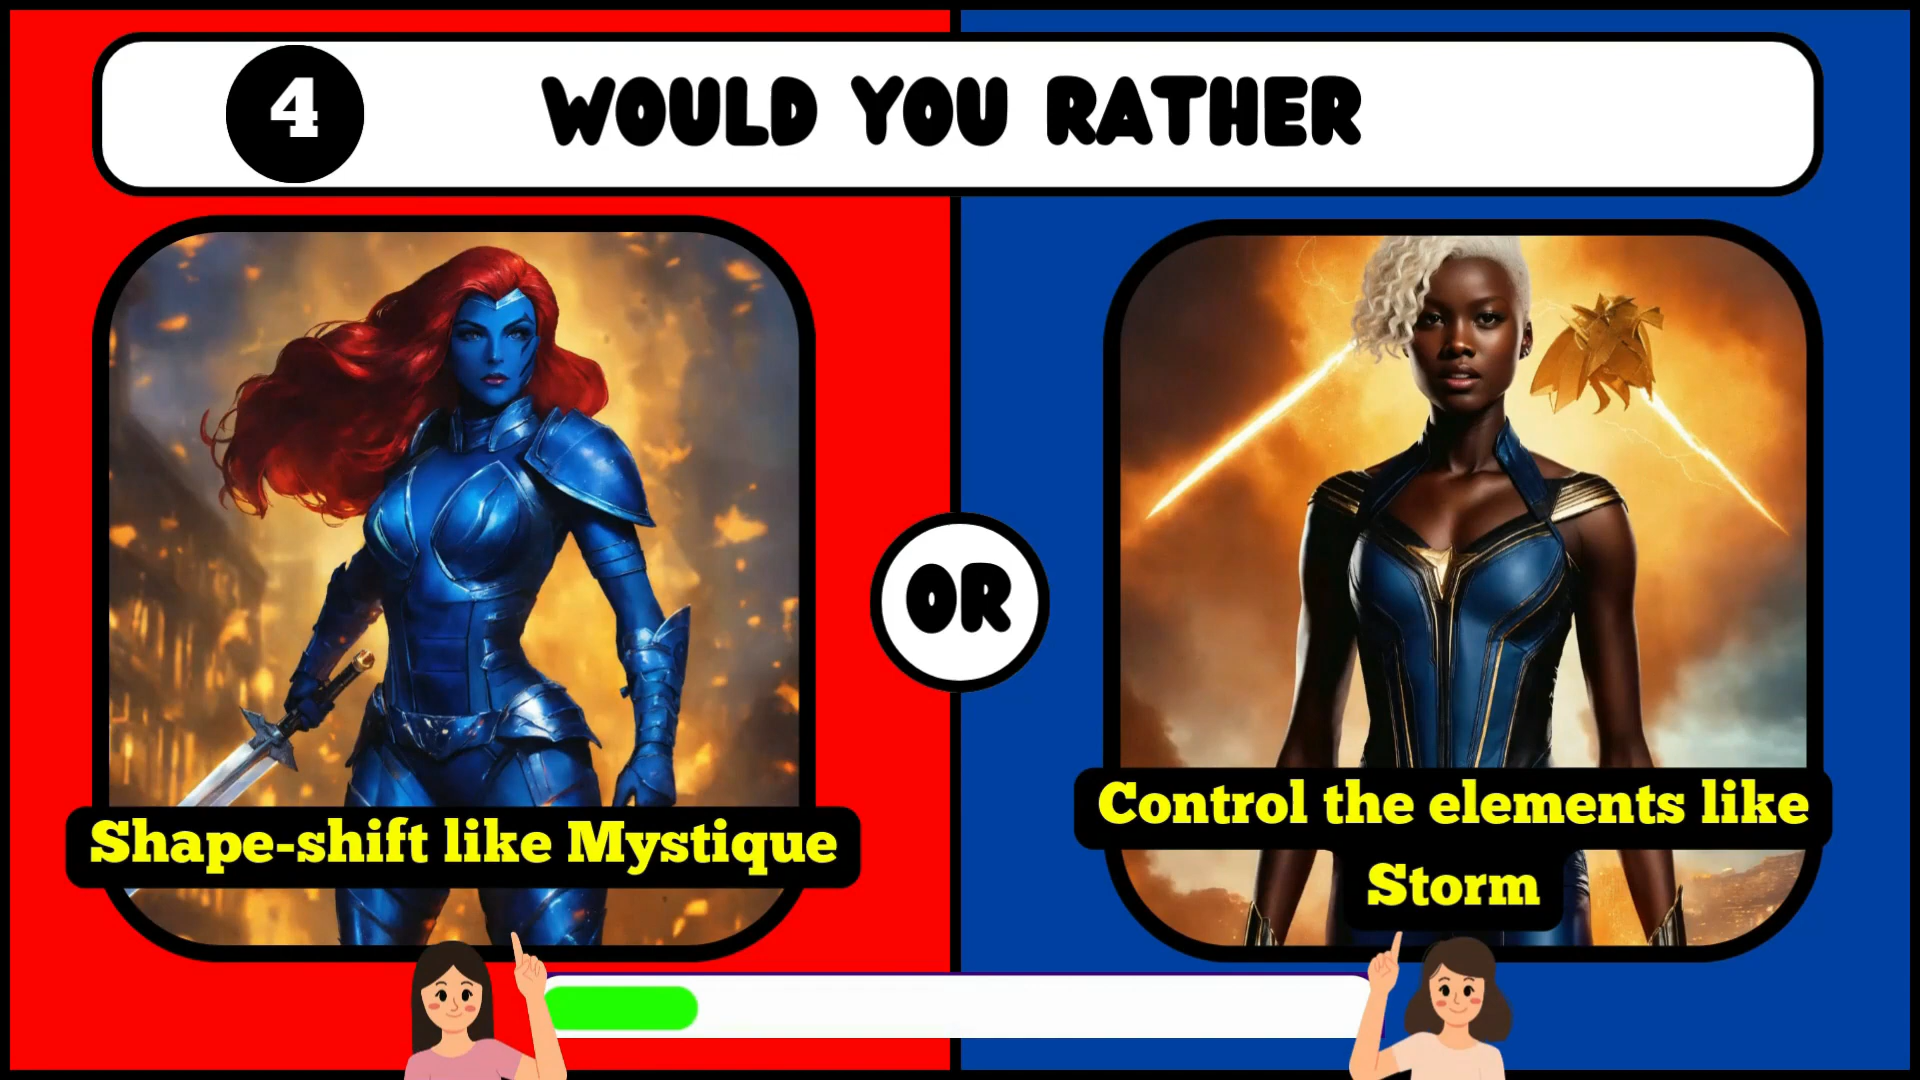 4
WOULD YOU RATHER
OR
Shape-shift like Mystique
Control the elements like
Storm